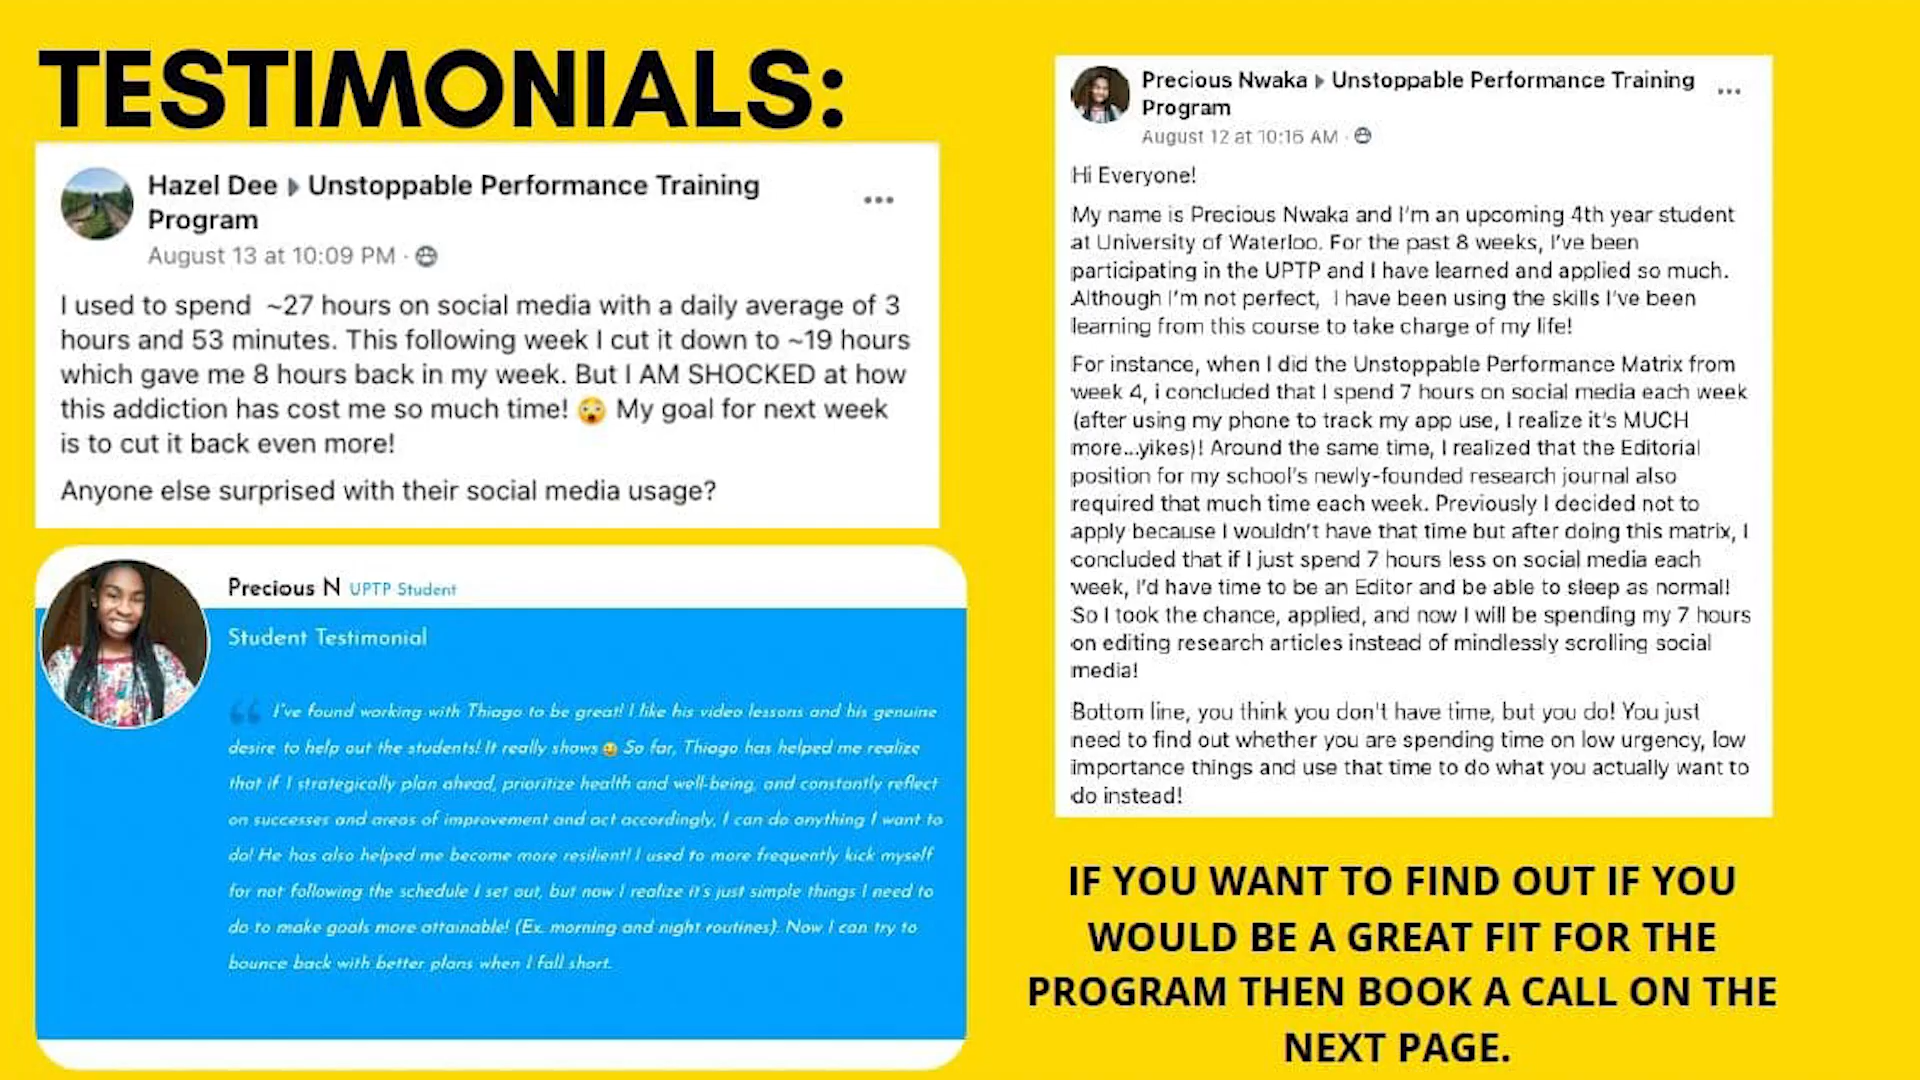 TESTIMONIALS:
Hazel Dee ▸ Unstoppable Performance Training
Program
August 13 at 10:09 PM ·
I used to spend ~27 hours on social media with a daily average of 3
hours and 53 minutes. This following week I cut it down to ~19 hours
which gave me 8 hours back in my week. But I AM SHOCKED at how
this addiction has cost me so much time! 😳 My goal for next week
is to cut it back even more!
Anyone else surprised with their social media usage?
Precious N UPTP Student
Student Testimonial
“ I've found working with Thiago to be great! I like his video lessons and his genuine
desire to help out the students! It really shows 😀 So far, Thiago has helped me realize
that if I strategically plan ahead, prioritize health and well-being, and constantly reflect
on successes and areas of improvement and act accordingly, I can do anything I want to
do! He has also helped me become more resilient! I used to more frequently kick myself
for not following the schedule I set out, but now I realize it's just simple things I need to
do to make goals more attainable! (Ex. morning and night routines). Now I can try to
bounce back with better plans when I fall short.
Precious Nwaka ▸ Unstoppable Performance Training
Program
August 12 at 10:16 AM ·
Hi Everyone!
My name is Precious Nwaka and I'm an upcoming 4th year student
at University of Waterloo. For the past 8 weeks, I've been
participating in the UPTP and I have learned and applied so much.
Although I'm not perfect, I have been using the skills I've been
learning from this course to take charge of my life!
For instance, when I did the Unstoppable Performance Matrix from
week 4, i concluded that I spend 7 hours on social media each week
(after using my phone to track my app use, I realize it's MUCH
more...yikes)! Around the same time, I realized that the Editorial
position for my school's newly-founded research journal also
required that much time each week. Previously I decided not to
apply because I wouldn't have that time but after doing this matrix, I
concluded that if I just spend 7 hours less on social media each
week, I'd have time to be an Editor and be able to sleep as normal!
So I took the chance, applied, and now I will be spending my 7 hours
on editing research articles instead of mindlessly scrolling social
media!
Bottom line, you think you don't have time, but you do! You just
need to find out whether you are spending time on low urgency, low
importance things and use that time to do what you actually want to
do instead!
IF YOU WANT TO FIND OUT IF YOU
WOULD BE A GREAT FIT FOR THE
PROGRAM THEN BOOK A CALL ON THE
NEXT PAGE.